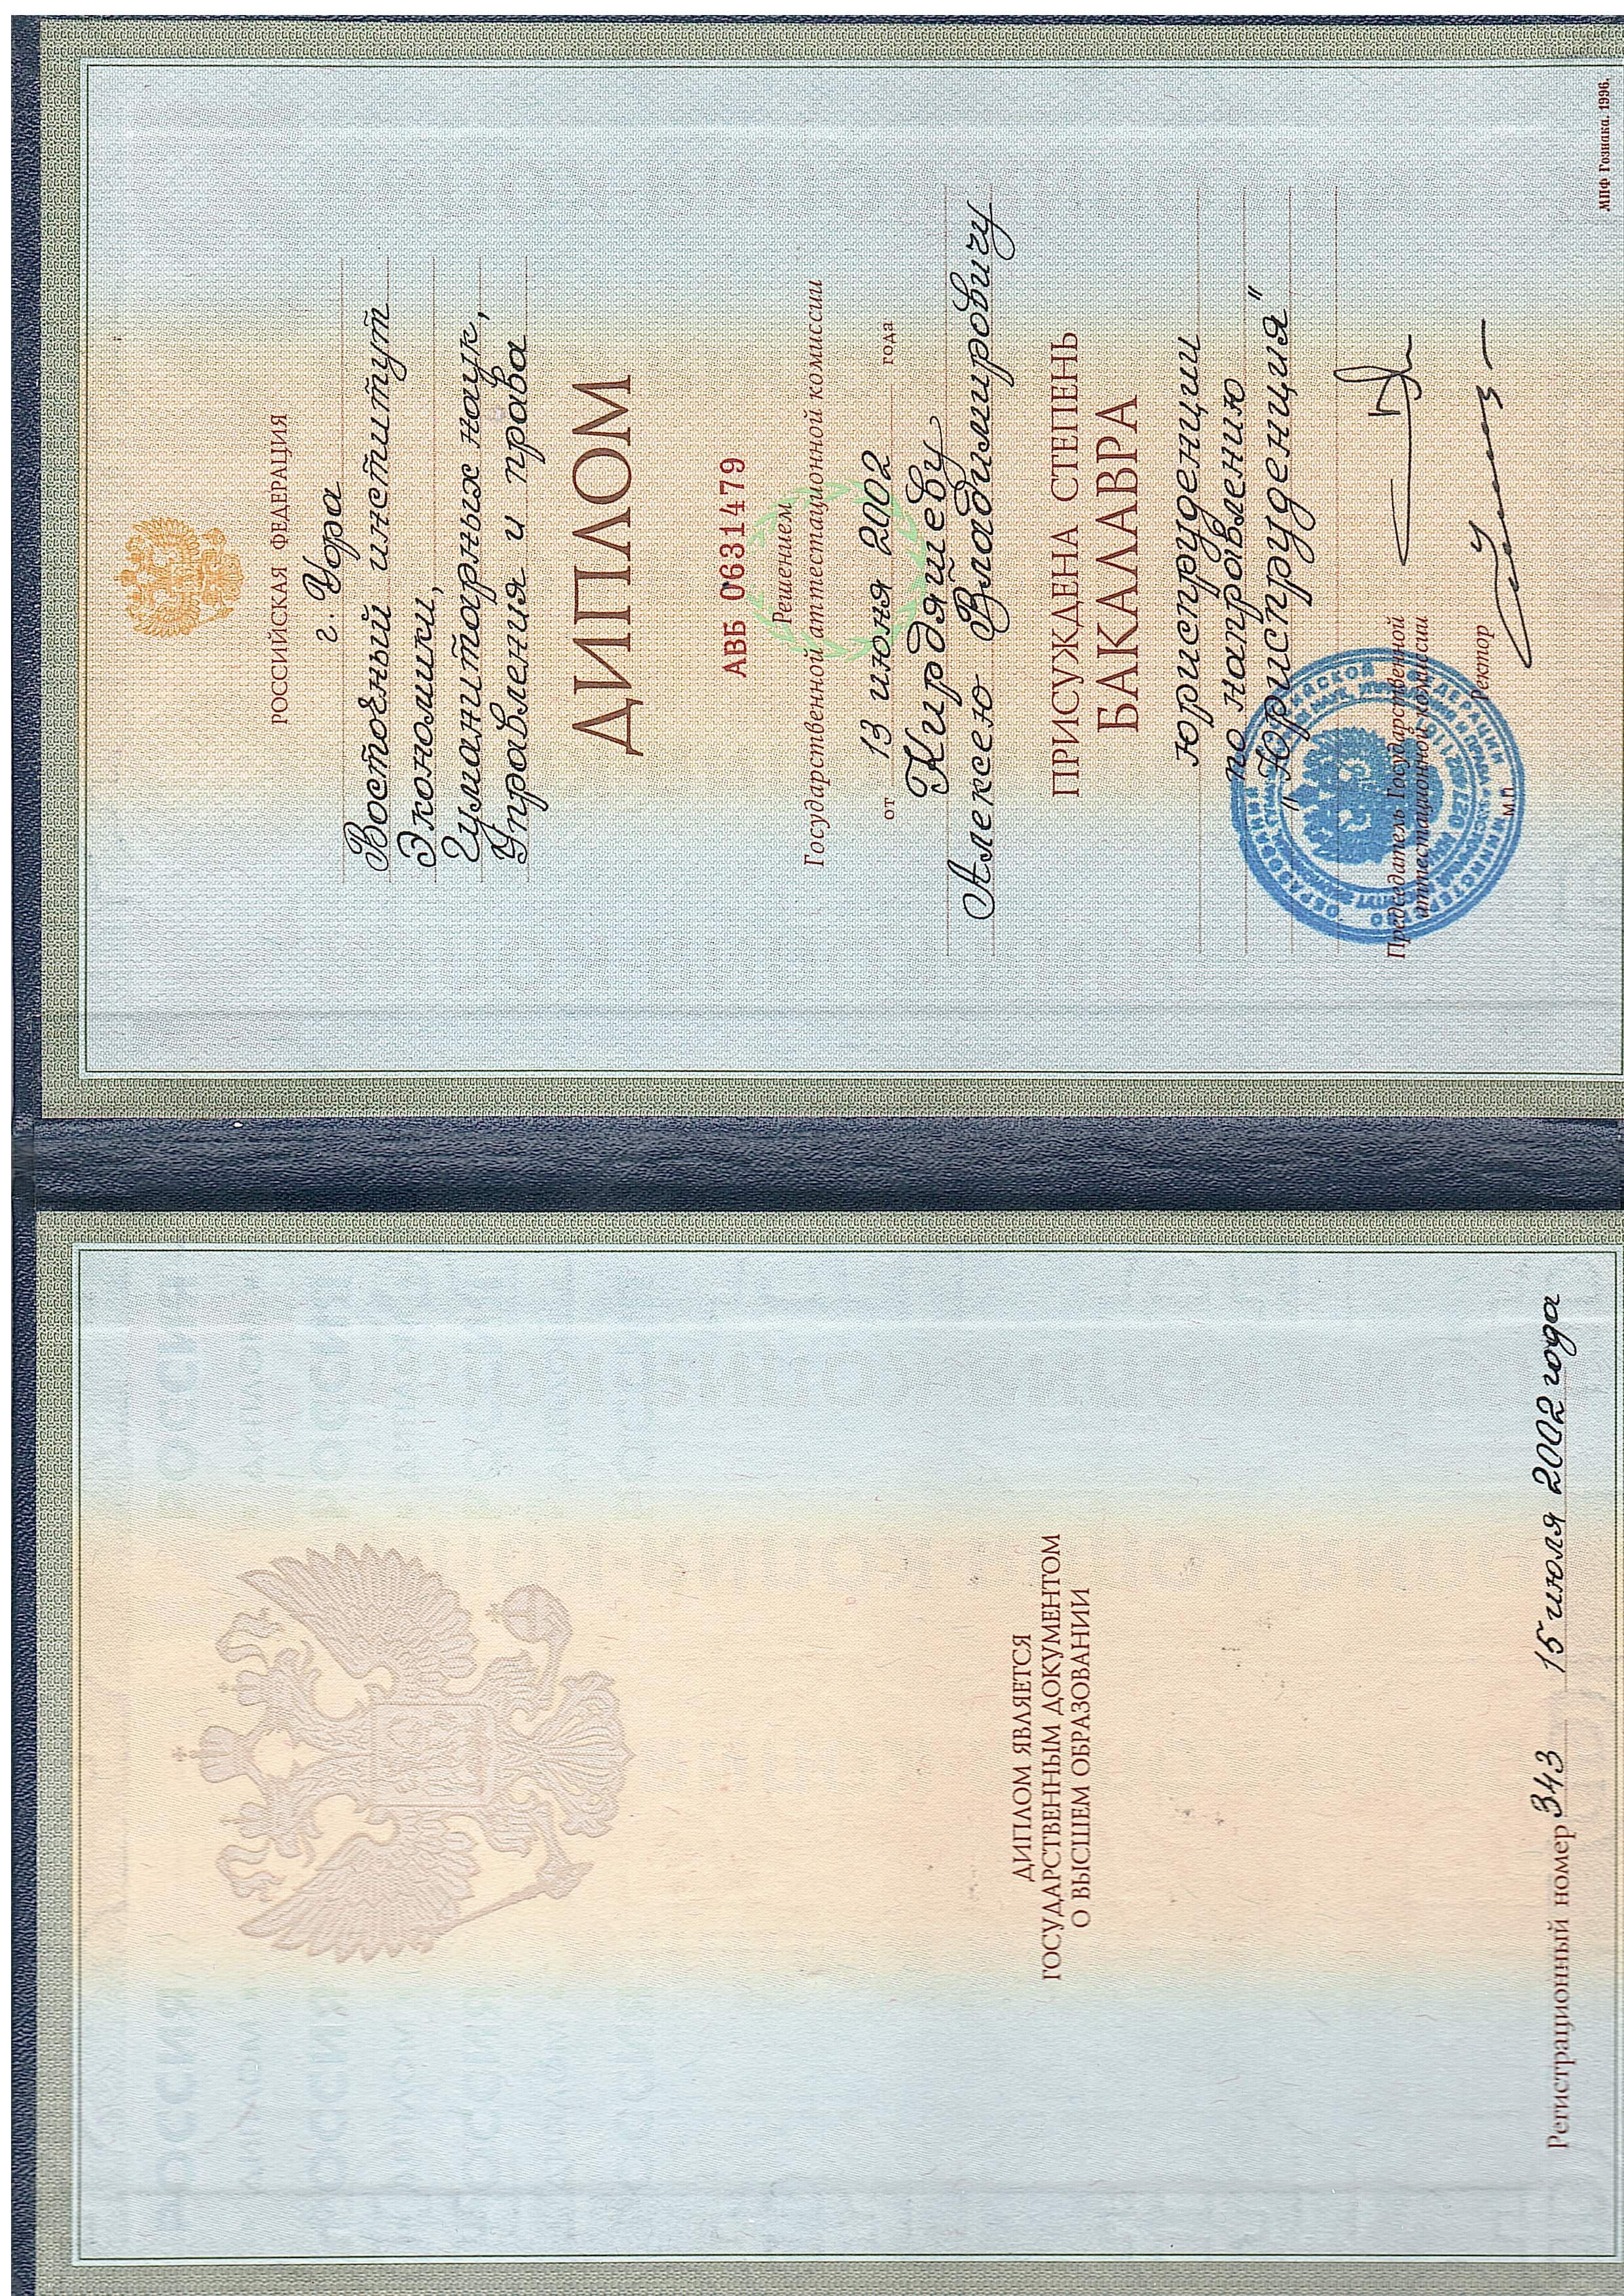 ДИПЛОМ ЯВЛЯЕТСЯ
ГОСУДАРСТВЕННЫМ ДОКУМЕНТОМ
О ВЫСШЕМ ОБРАЗОВАНИИ
Регистрационный номер 343 15 июля 2002 года
РОССИЙСКАЯ ФЕДЕРАЦИЯ
г. Уфа
Восточный институт
Экономики,
Гуманитарных наук,
Управления и права
ДИПЛОМ
АВБ 0631479
Решением
Государственной аттестационной комиссии
от 13 июня 2002 года
Кирдяшеву
Алексею Владимировичу
ПРИСУЖДЕНА СТЕПЕНЬ
БАКАЛАВРА
юриспруденции
по направлению
"Юриспруденция"
Председатель Государственной
аттестационной комиссии
Ректор
М.П.
МПФ Гознака. 1996.